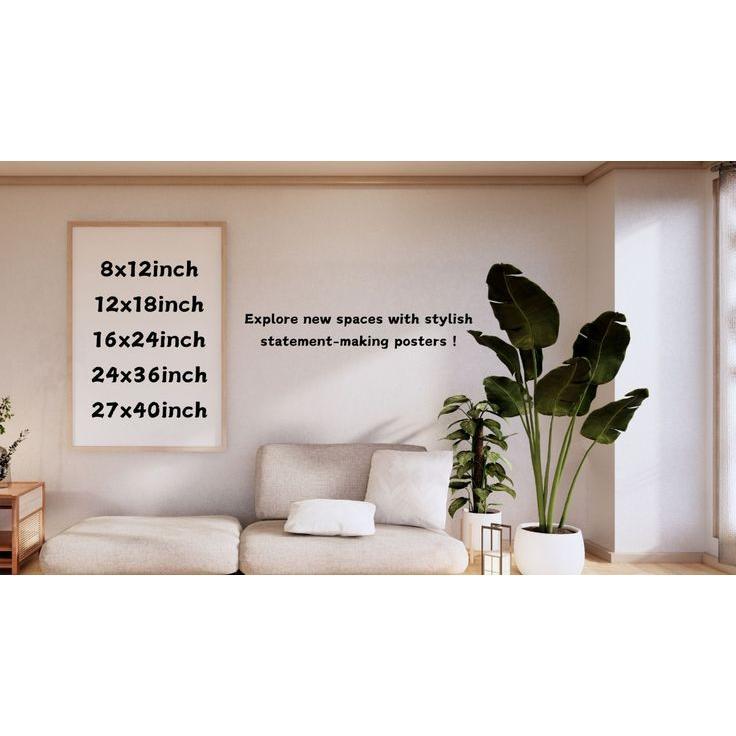 8x12inch
12x18inch
16x24inch
24x36inch
27x40inch
Explore new spaces with stylish
statement-making posters !